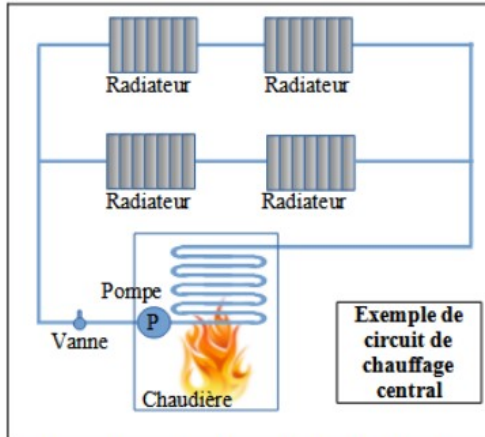 Radiateur
Radiateur
Radiateur
Radiateur
Pompe
P
Vanne
Chaudière
Exemple de
circuit de
chauffage
central